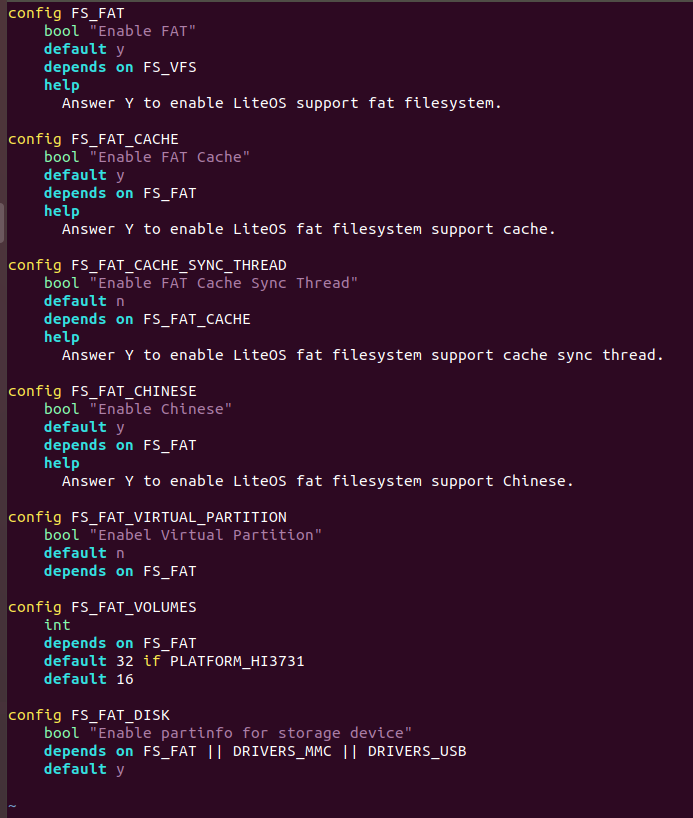 config FS_FAT
    bool "Enable FAT"
    default y
    depends on FS_VFS
    help
      Answer Y to enable LiteOS support fat filesystem.

config FS_FAT_CACHE
    bool "Enable FAT Cache"
    default y
    depends on FS_FAT
    help
      Answer Y to enable LiteOS fat filesystem support cache.

config FS_FAT_CACHE_SYNC_THREAD
    bool "Enable FAT Cache Sync Thread"
    default n
    depends on FS_FAT_CACHE
    help
      Answer Y to enable LiteOS fat filesystem support cache sync thread.

config FS_FAT_CHINESE
    bool "Enable Chinese"
    default y
    depends on FS_FAT
    help
      Answer Y to enable LiteOS fat filesystem support Chinese.

config FS_FAT_VIRTUAL_PARTITION
    bool "Enabel Virtual Partition"
    default n
    depends on FS_FAT

config FS_FAT_VOLUMES
    int
    depends on FS_FAT
    default 32 if PLATFORM_HI3731
    default 16

config FS_FAT_DISK
    bool "Enable partinfo for storage device"
    depends on FS_FAT || DRIVERS_MMC || DRIVERS_USB
    default y

~